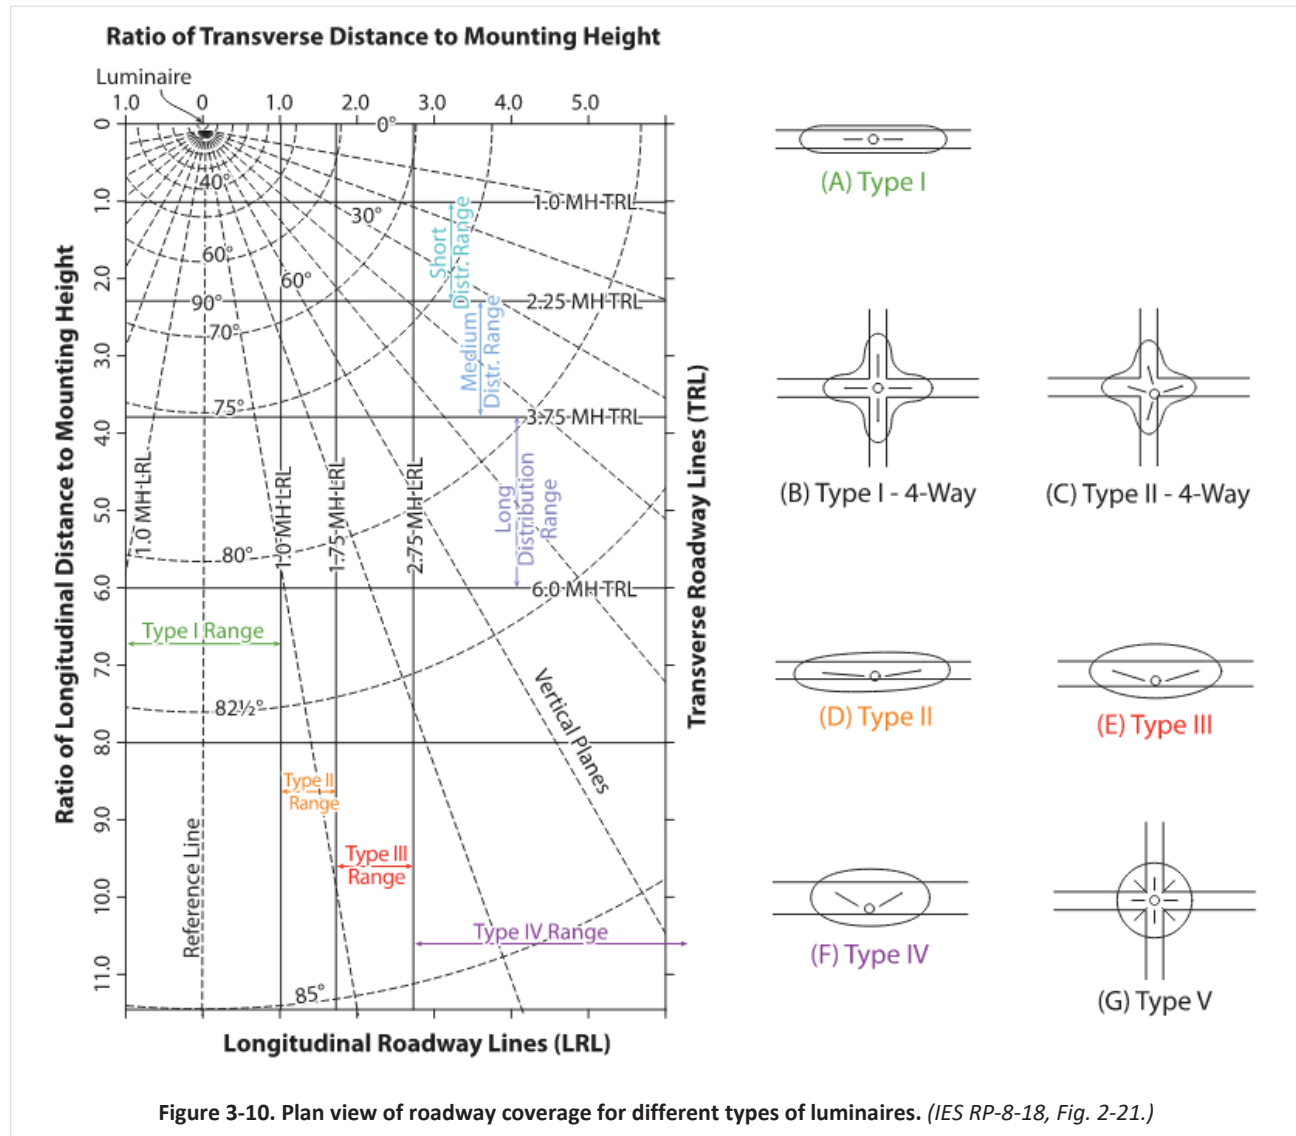 Ratio of Transverse Distance to Mounting Height
Luminaire
1.0 0 1.0 2.0 3.0 4.0 5.0
Ratio of Longitudinal Distance to Mounting Height
0
1.0
2.0
3.0
4.0
5.0
6.0
7.0
8.0
9.0
10.0
11.0
0°
30°
60°
90°
40°
60°
70°
75°
80°
82½°
85°
1.0 MH TRL
2.25 MH TRL
3.75 MH TRL
6.0 MH TRL
Short
Distr. Range
Medium
Distr. Range
Long
Distribution
Range
1.0 MH LRL
1.0 MH LRL
1.75 MH LRL
2.75 MH LRL
Type I Range
Type II
Range
Type III
Range
Type IV Range
Reference Line
Vertical Planes
Transverse Roadway Lines (TRL)
Longitudinal Roadway Lines (LRL)
(A) Type I
(B) Type I - 4-Way
(C) Type II - 4-Way
(D) Type II
(E) Type III
(F) Type IV
(G) Type V
Figure 3-10. Plan view of roadway coverage for different types of luminaires. (IES RP-8-18, Fig. 2-21.)